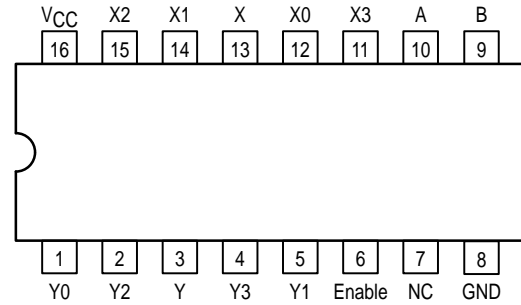 VCC X2 X1 X X0 X3 A B
16 15 14 13 12 11 10 9
1 2 3 4 5 6 7 8
Y0 Y2 Y Y3 Y1 Enable NC GND